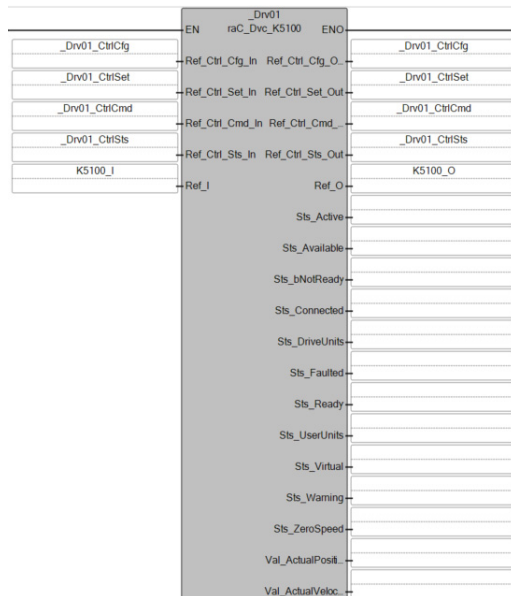 _Drv01
EN raC_Dvc_K5100 ENO
_Drv01_CtrlCfg _Drv01_CtrlCfg
Ref_Ctrl_Cfg_In Ref_Ctrl_Cfg_O...
_Drv01_CtrlSet _Drv01_CtrlSet
Ref_Ctrl_Set_In Ref_Ctrl_Set_Out
_Drv01_CtrlCmd _Drv01_CtrlCmd
Ref_Ctrl_Cmd_In Ref_Ctrl_Cmd_...
_Drv01_CtrlSts _Drv01_CtrlSts
Ref_Ctrl_Sts_In Ref_Ctrl_Sts_Out
K5100_I K5100_O
Ref_I Ref_O
Sts_Active
Sts_Available
Sts_bNotReady
Sts_Connected
Sts_DriveUnits
Sts_Faulted
Sts_Ready
Sts_UserUnits
Sts_Virtual
Sts_Warning
Sts_ZeroSpeed
Val_ActualPositi...
Val_ActualVeloc...